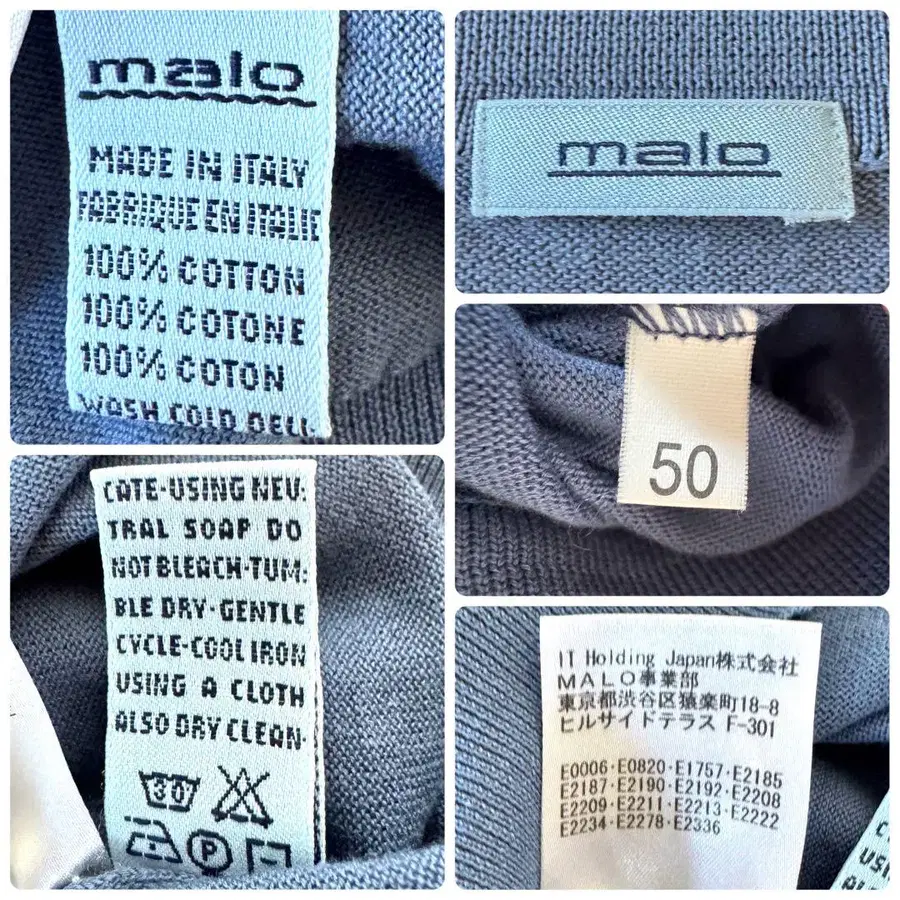 malo
MADE IN ITALY
FABRIQUE EN ITALIE
100% COTTON
100% COTONE
100% COTON
WASH COLD DELI
malo
50
CATE-USING NEU:
TRAL SOAP DO
NOT BLEACH-TUM:
BLE DRY-GENTLE
CYCLE-COOL IRON
USING A CLOTH
ALSO DRY CLEAN-
30
P
IT Holding Japan株式会社
MALO事業部
東京都渋谷区猿楽町18-8
ヒルサイドテラス F-301
E0006・E0820・E1757・E2185
E2187・E2190・E2192・E2208
E2209・E2211・E2213・E2222
E2234・E2278・E2336